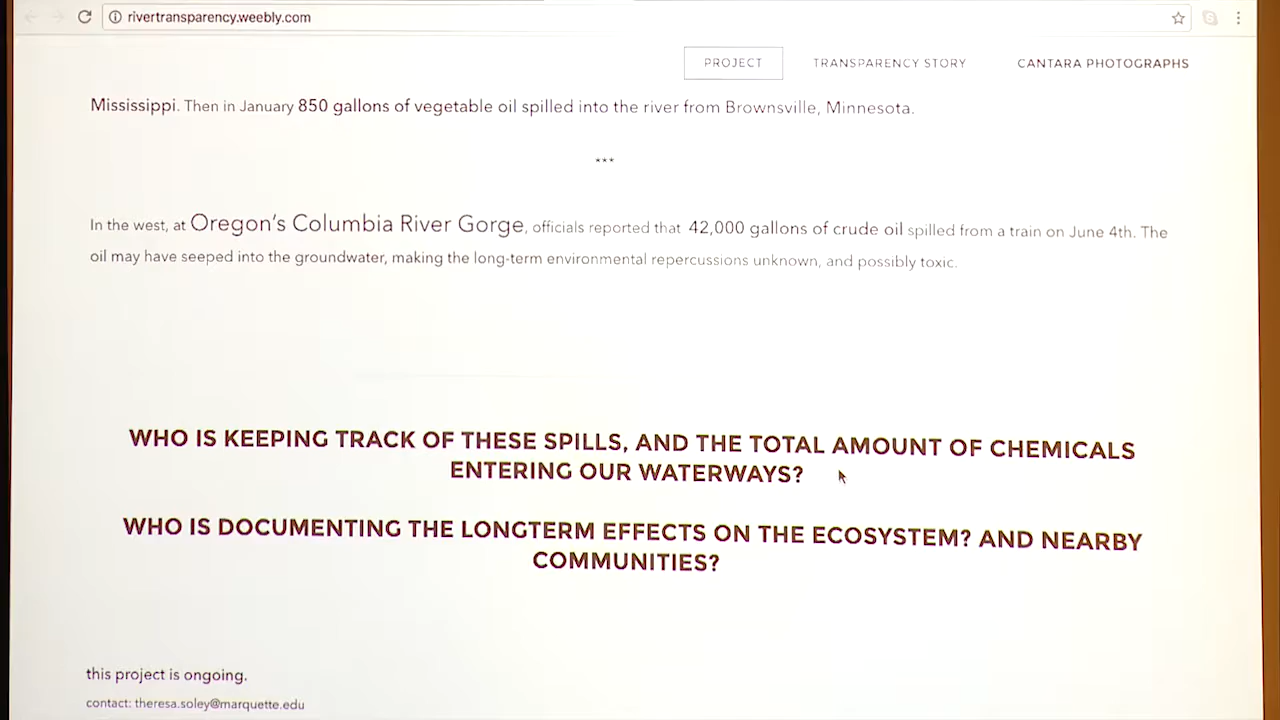 rivertransparency.weebly.com
PROJECT TRANSPARENCY STORY CANTARA PHOTOGRAPHS
Mississippi. Then in January 850 gallons of vegetable oil spilled into the river from Brownsville, Minnesota.
***
In the west, at Oregon's Columbia River Gorge, officials reported that 42,000 gallons of crude oil spilled from a train on June 4th. The
oil may have seeped into the groundwater, making the long-term environmental repercussions unknown, and possibly toxic.
WHO IS KEEPING TRACK OF THESE SPILLS, AND THE TOTAL AMOUNT OF CHEMICALS
ENTERING OUR WATERWAYS?
WHO IS DOCUMENTING THE LONGTERM EFFECTS ON THE ECOSYSTEM? AND NEARBY
COMMUNITIES?
this project is ongoing.
contact: theresa.soley@marquette.edu